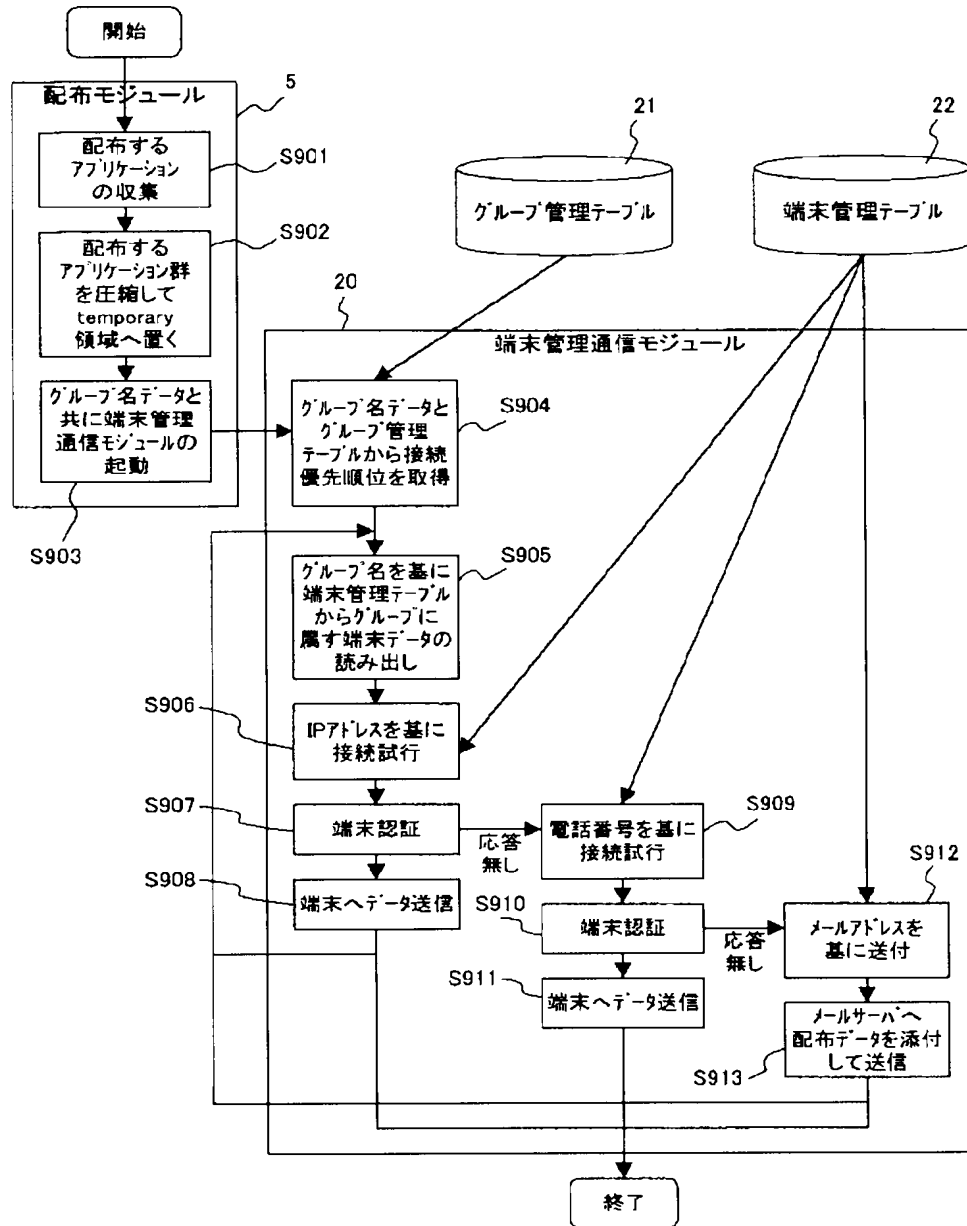 開始
配布モジュール
5
配布する
アプリケーション
の収集
S901
配布する
アプリケーション群
を圧縮して
temporary
領域へ置く
S902
グループ名データと
共に端末管理
通信モジュールの
起動
S903
21
グループ管理テーブル
22
端末管理テーブル
20
端末管理通信モジュール
グループ名データと
グループ管理
テーブルから接続
優先順位を取得
S904
グループ名を基に
端末管理テーブル
からグループに
属す端末データの
読み出し
S905
S906
IPアドレスを基に
接続試行
S907
端末認証
応答
無し
S908
端末へデータ送信
S909
電話番号を基に
接続試行
S910
端末認証
応答
無し
S911
端末へデータ送信
S912
メールアドレスを
基に送付
メールサーバへ
配布データを添付
して送信
S913
終了